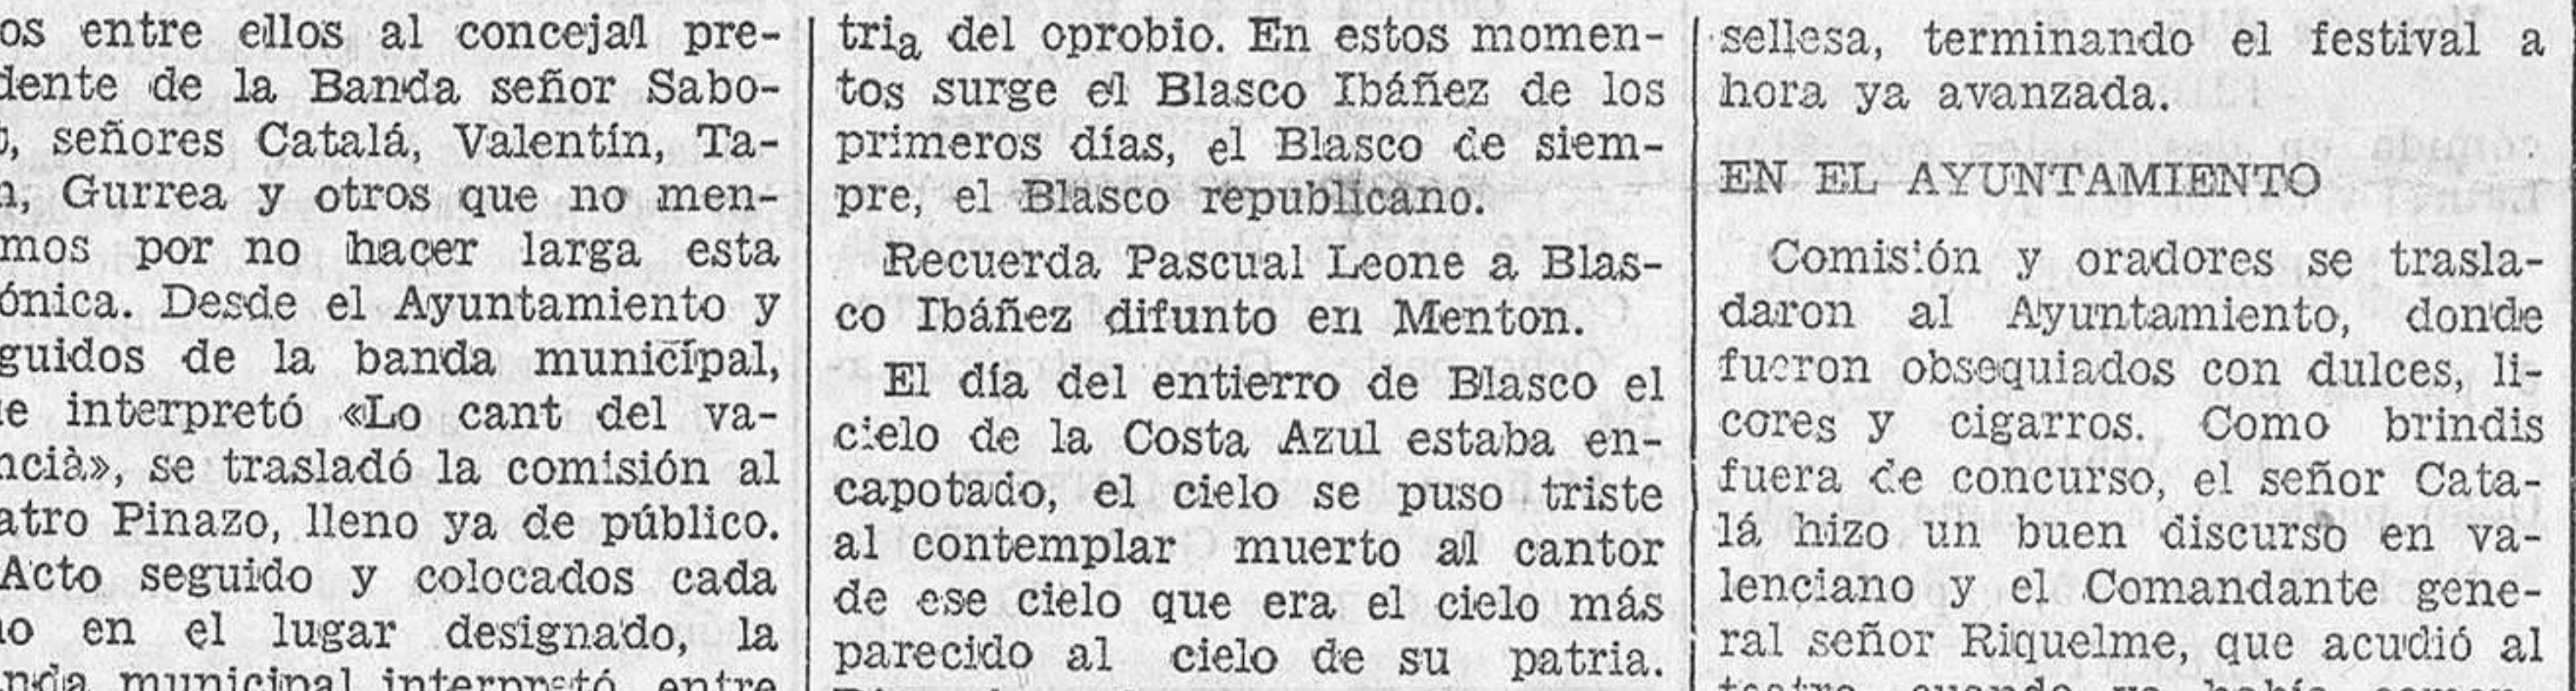 os entre ellos al concejal pre-
dente de la Banda señor Sabo-
, señores Catalá, Valentín, Ta-
n, Gurrea y otros que no men-
mos por no hacer larga esta
ónica. Desde el Ayuntamiento y
guidos de la banda municípal,
e interpretó «Lo cant del va-
ncià», se trasladó la comisión al
atro Pinazo, lleno ya de público.
Acto seguido y colocados cada
no en el lugar designado, la
nda municipal interpretó, entre
tria del oprobio. En estos momen-
tos surge el Blasco Ibáñez de los
primeros días, el Blasco de siem-
pre, el Blasco republicano.
Recuerda Pascual Leone a Blas-
co Ibáñez difunto en Menton.
El día del entierro de Blasco el
cielo de la Costa Azul estaba en-
capotado, el cielo se puso triste
al contemplar muerto al cantor
de ese cielo que era el cielo más
parecido al cielo de su patria.
sellesa, terminando el festival a
hora ya avanzada.
EN EL AYUNTAMIENTO
Comisión y oradores se trasla-
daron al Ayuntamiento, donde
fueron obsequiados con dulces, li-
cores y cigarros. Como brindis
fuera de concurso, el señor Cata-
lá hizo un buen discurso en va-
lenciano y el Comandante gene-
ral señor Riquelme, que acudió al
teatro cuando ya había